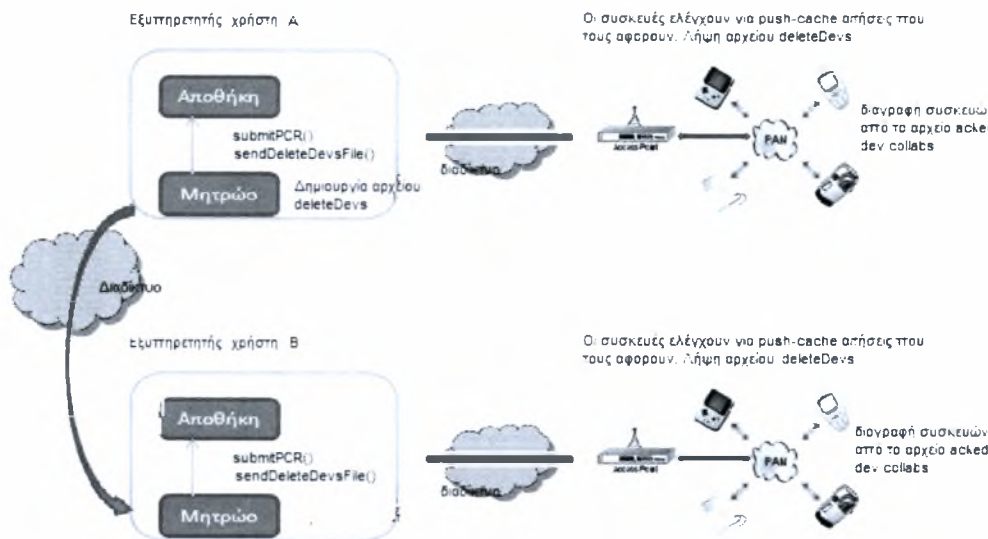 Εξυπηρετητής χρήστη A
Οι συσκευές ελέγχουν για push-cache αιτήσεις που
τους αφορουν. Λήψη αρχείου deleteDevs
Αποθήκη
submitPCR()
sendDeleteDevsFile()
Μητρώο
Δημιουργία αρχείου
deleteDevs
διαδίκτυο
Access Point
PAN
διαγραφή συσκευών
απο το αρχείο acked
dev collabs
Διαδίκτυο
Εξυπηρετητής χρήστη B
Οι συσκευές ελέγχουν για push-cache αιτήσεις που
τους αφορουν. Λήψη αρχείου deleteDevs
Αποθήκη
submitPCR()
sendDeleteDevsFile()
Μητρώο
διαδίκτυο
Access Point
PAN
διαγραφή συσκευών
απο το αρχείο acked
dev collabs